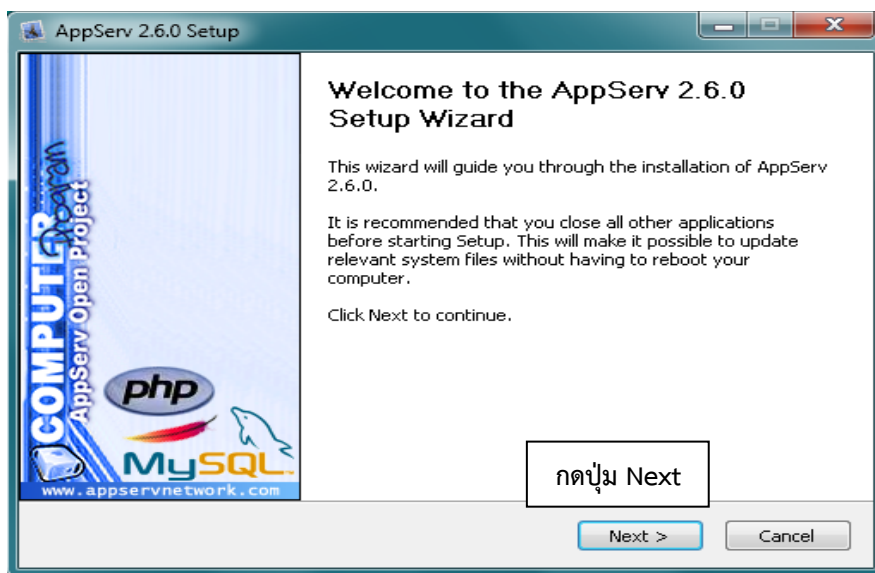 AppServ 2.6.0 Setup
Welcome to the AppServ 2.6.0
Setup Wizard
This wizard will guide you through the installation of AppServ
2.6.0.
It is recommended that you close all other applications
before starting Setup. This will make it possible to update
relevant system files without having to reboot your
computer.
Click Next to continue.
COMPUTER
Program
AppServ Open Project
php
MySQL
www.appservnetwork.com
กดปุ่ม Next
Next >
Cancel